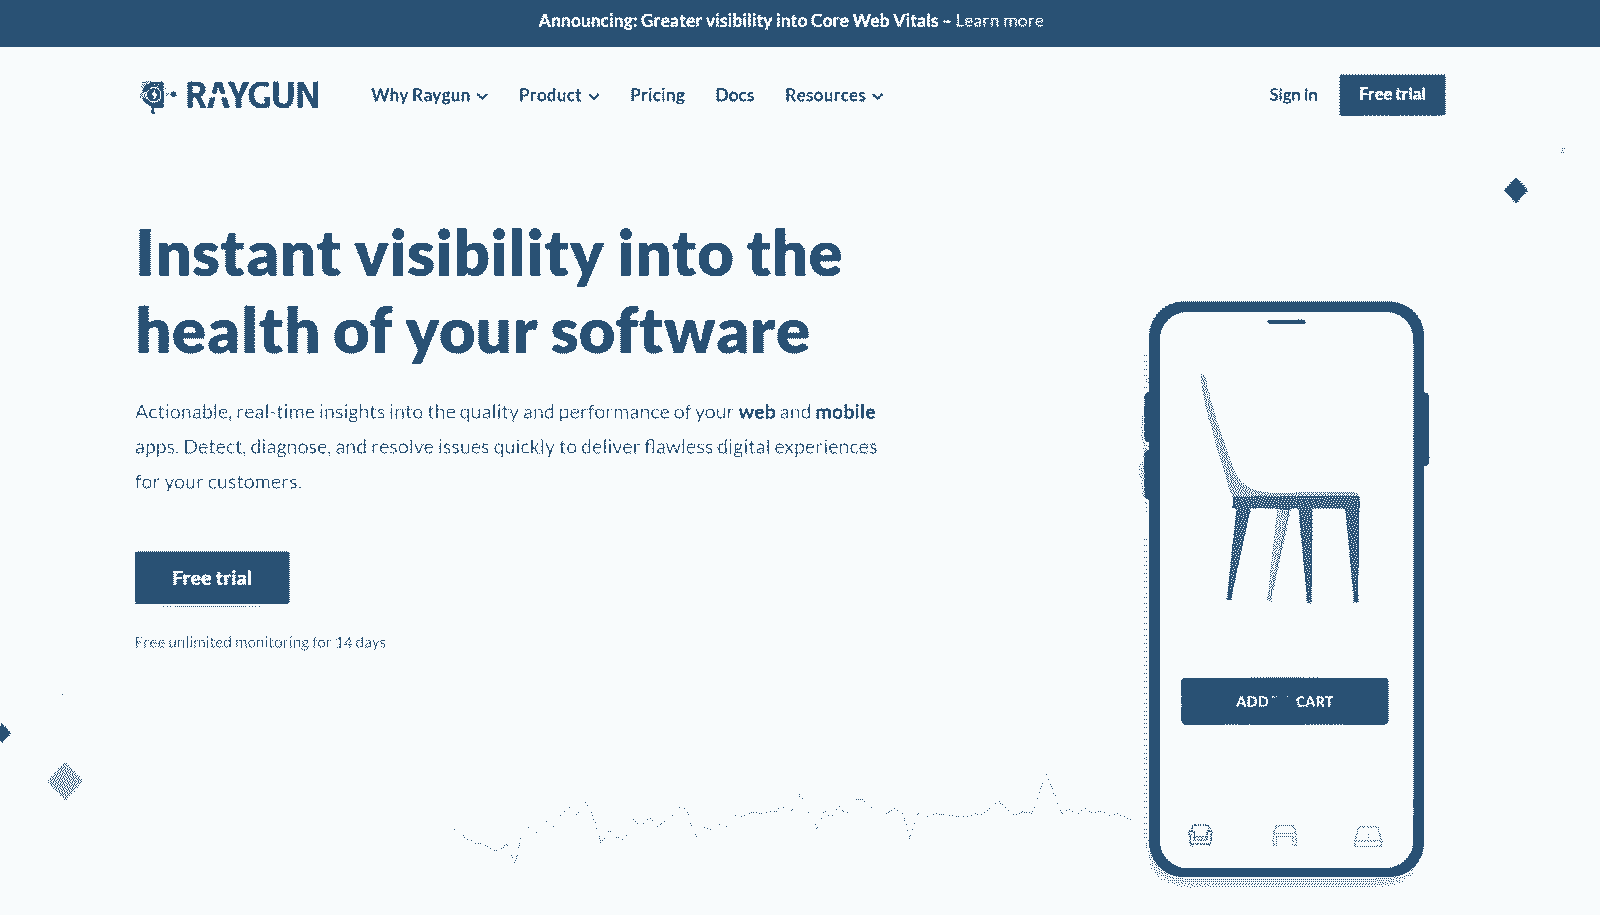 Announcing: Greater visibility into Core Web Vitals – Learn more
RAYGUN
Why Raygun
Product
Pricing
Docs
Resources
Sign in
Free trial
Instant visibility into the
health of your software
Actionable, real-time insights into the quality and performance of your web and mobile
apps. Detect, diagnose, and resolve issues quickly to deliver flawless digital experiences
for your customers.
Free trial
Free unlimited monitoring for 14 days
ADD CART